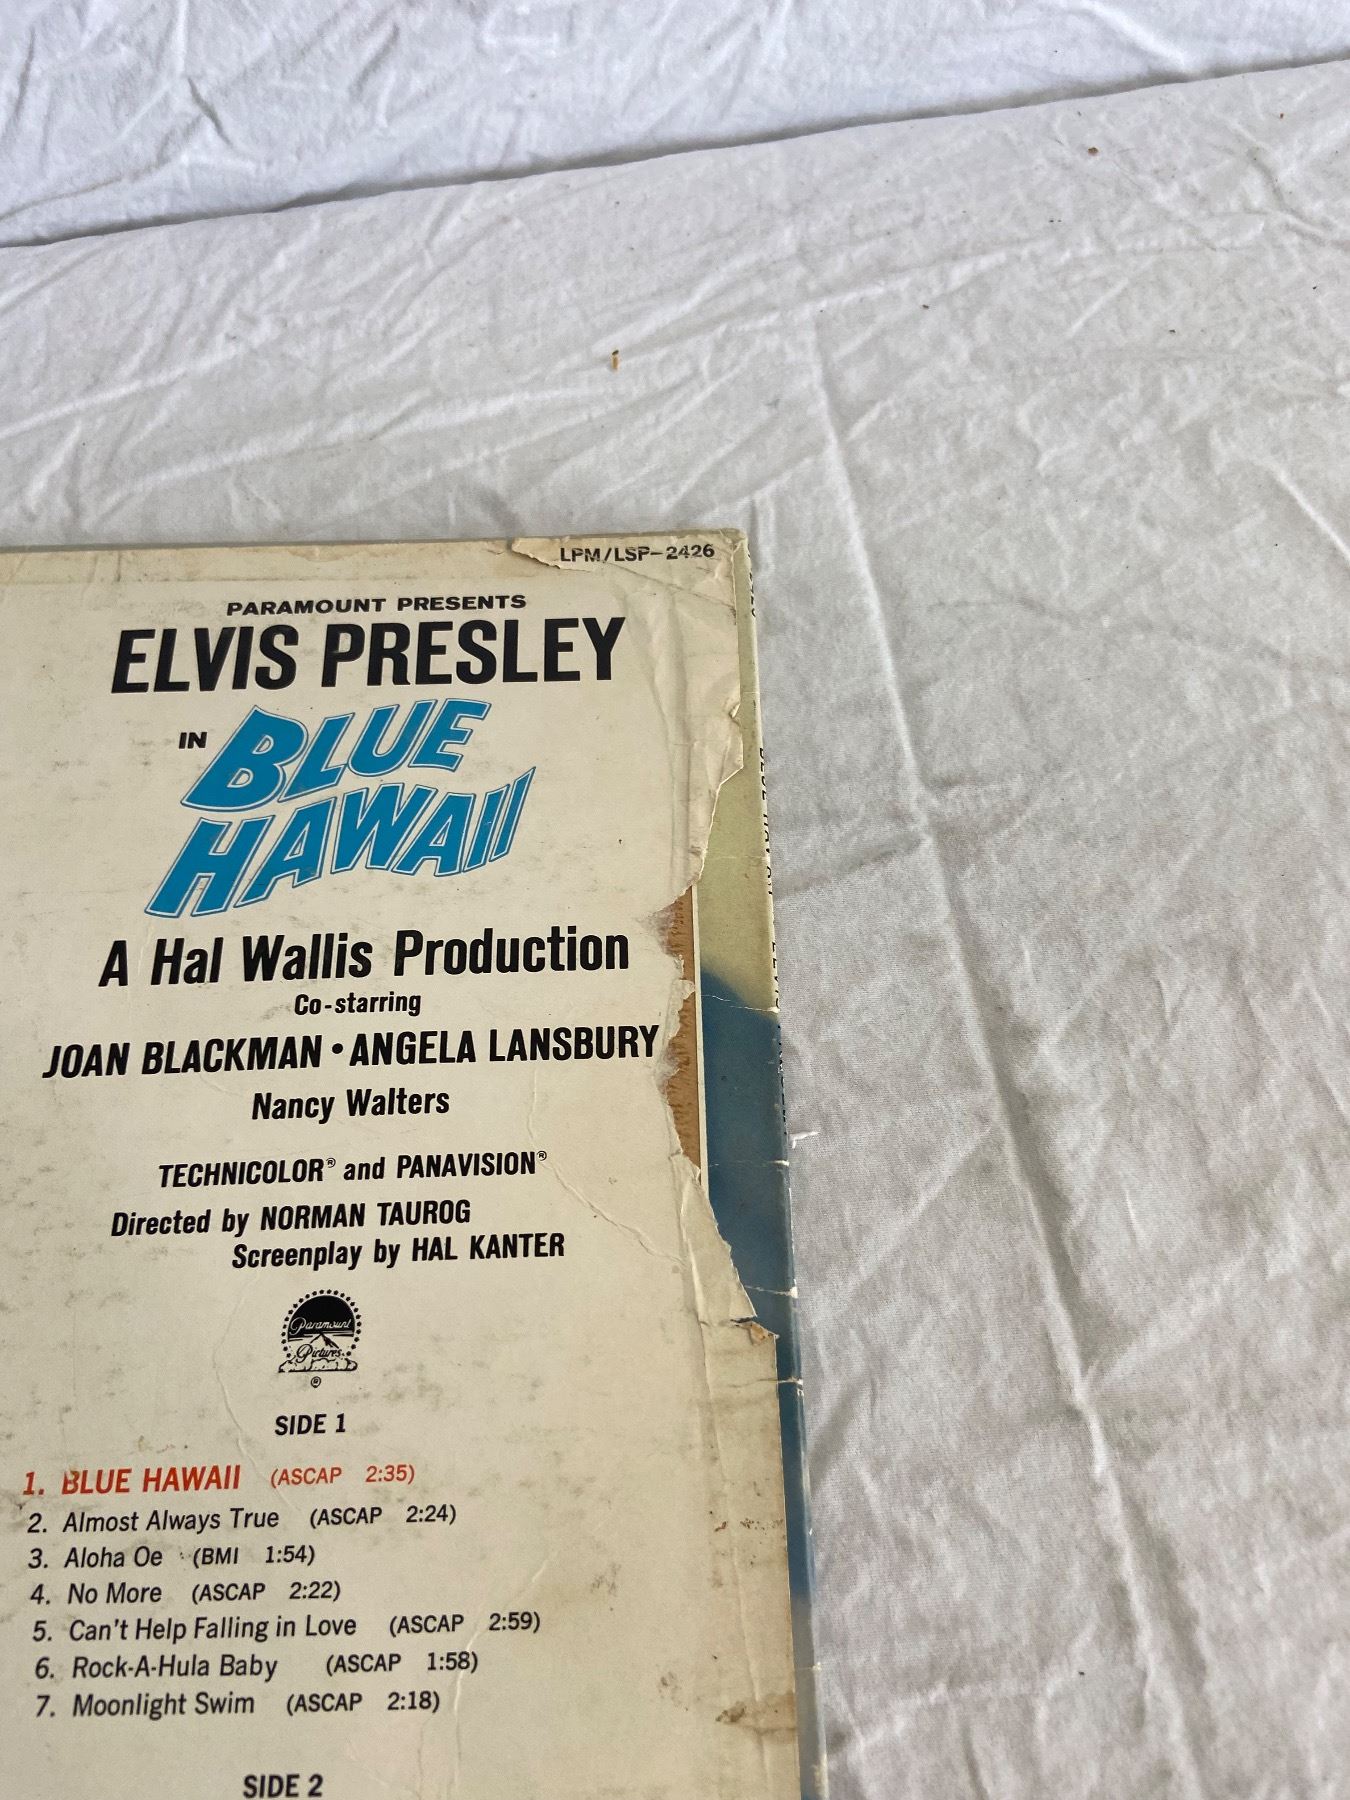 LPM/LSP-2426
PARAMOUNT PRESENTS
ELVIS PRESLEY
IN BLUE
HAWAII
A Hal Wallis Production
Co-starring
JOAN BLACKMAN • ANGELA LANSBURY
Nancy Walters
TECHNICOLOR® and PANAVISION®
Directed by NORMAN TAUROG
Screenplay by HAL KANTER
Paramount
Pictures
®
SIDE 1
1. BLUE HAWAII (ASCAP 2:35)
2. Almost Always True (ASCAP 2:24)
3. Aloha Oe (BMI 1:54)
4. No More (ASCAP 2:22)
5. Can't Help Falling in Love (ASCAP 2:59)
6. Rock-A-Hula Baby (ASCAP 1:58)
7. Moonlight Swim (ASCAP 2:18)
SIDE 2